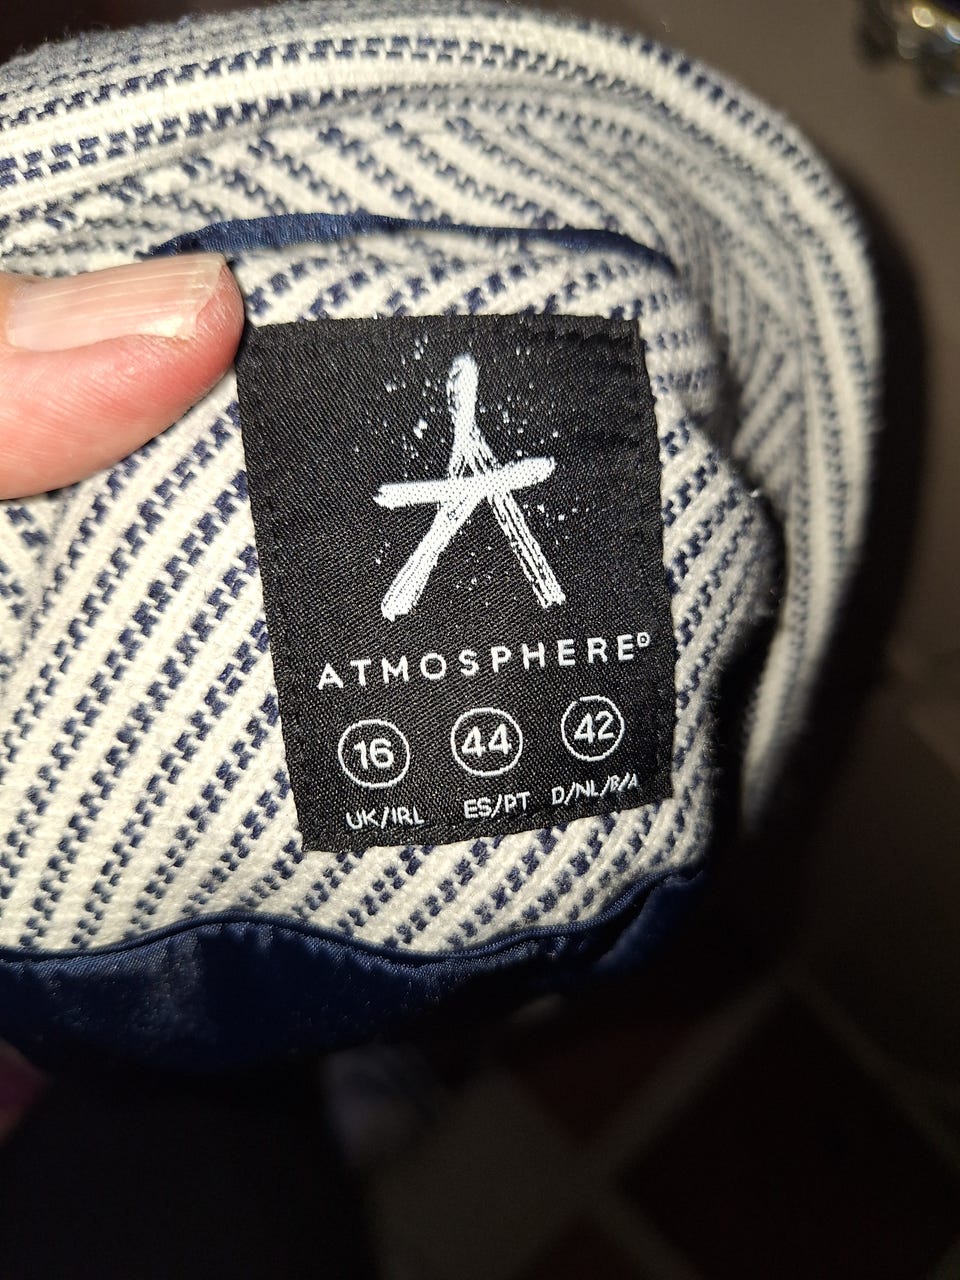 ATMOSPHERE
16 44 42
UK/IRL ES/PT D/NL/B/A